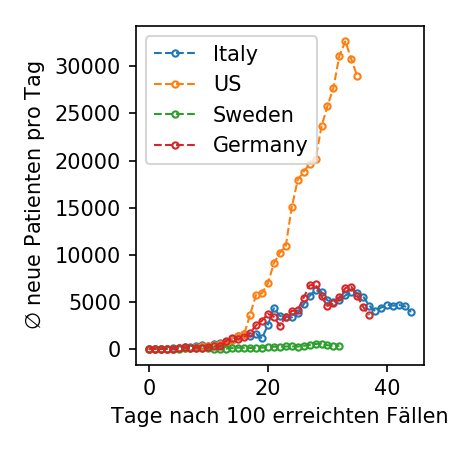 Italy
US
Sweden
Germany
30000
25000
20000
15000
10000
5000
0
∅ neue Patienten pro Tag
0 20 40
Tage nach 100 erreichten Fällen